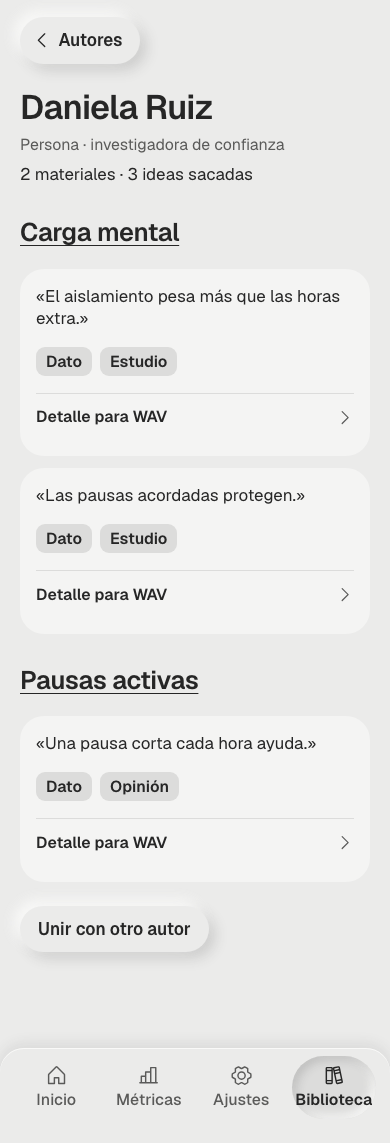 Autores
Daniela Ruiz
Persona · investigadora de confianza
2 materiales · 3 ideas sacadas
Carga mental
«El aislamiento pesa más que las horas
extra.»
Dato Estudio
Detalle para WAV
«Las pausas acordadas protegen.»
Dato Estudio
Detalle para WAV
Pausas activas
«Una pausa corta cada hora ayuda.»
Dato Opinión
Detalle para WAV
Unir con otro autor
Inicio Métricas Ajustes Biblioteca